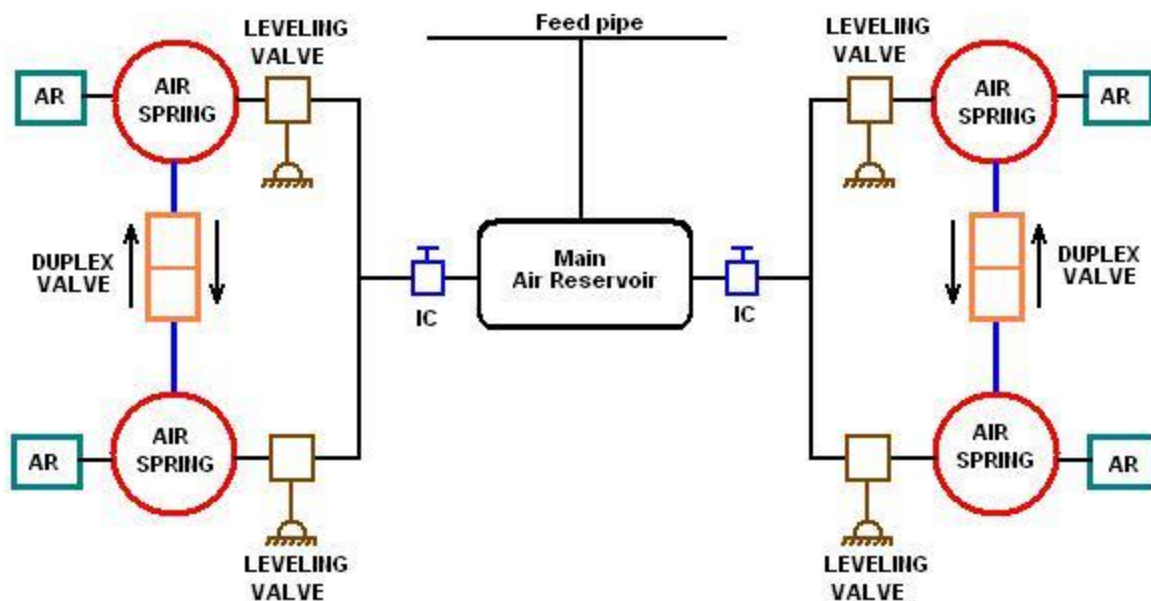 Feed pipe
LEVELING
VALVE
LEVELING
VALVE
AR
AIR
SPRING
AIR
SPRING
AR
DUPLEX
VALVE
Main
Air Reservoir
DUPLEX
VALVE
IC
IC
AR
AIR
SPRING
AIR
SPRING
AR
LEVELING
VALVE
LEVELING
VALVE